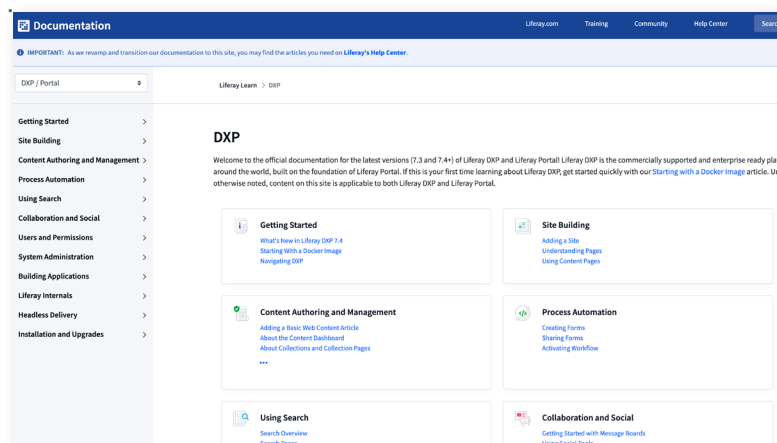 Documentation
Liferay.com
Training
Community
Help Center
IMPORTANT: As we revamp and transition our documentation to this site, you may find the articles you need on Liferay's Help Center.
DXP / Portal
Liferay Learn > DXP
Getting Started
Site Building
Content Authoring and Management
Process Automation
Using Search
Collaboration and Social
Users and Permissions
System Administration
Building Applications
Liferay Internals
Headless Delivery
Installation and Upgrades
DXP
Welcome to the official documentation for the latest versions (7.3 and 7.4+) of Liferay DXP and Liferay Portal! Liferay DXP is the commercially supported and enterprise ready
around the world, built on the foundation of Liferay Portal. If this is your first time learning about Liferay DXP, get started quickly with our Starting with a Docker Image article.
otherwise noted, content on this site is applicable to both Liferay DXP and Liferay Portal.
Getting Started
What's New in Liferay DXP 7.4
Starting With a Docker Image
Navigating DXP
Site Building
Adding a Site
Understanding Pages
Using Content Pages
Content Authoring and Management
Adding a Basic Web Content Article
About the Content Dashboard
About Collections and Collection Pages
•••
Process Automation
Creating Forms
Sharing Forms
Activating Workflow
Using Search
Search Overview
Search Pages
Collaboration and Social
Getting Started with Message Boards
Using Social Tools